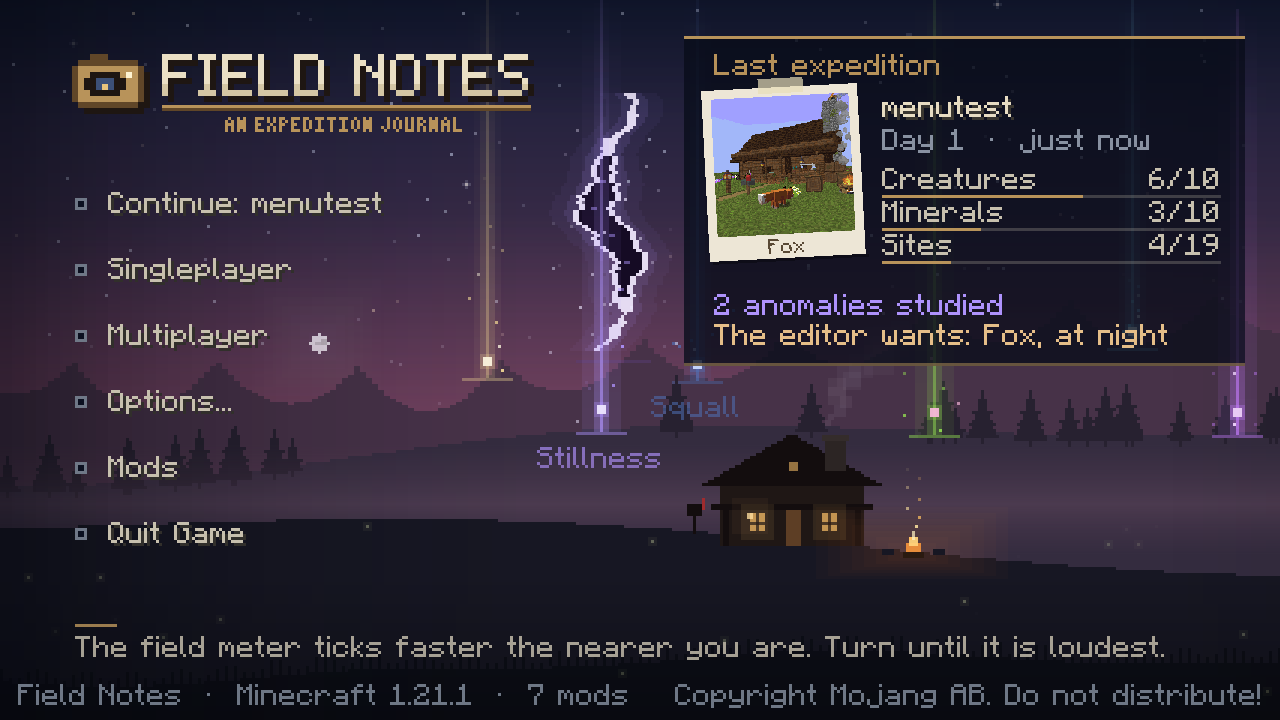 FIELD NOTES
AN EXPEDITION JOURNAL
Continue: menutest
Singleplayer
Multiplayer
Options...
Mods
Quit Game
Last expedition
Fox
menutest
Day 1 · just now
Creatures 6/10
Minerals 3/10
Sites 4/19
2 anomalies studied
The editor wants: Fox, at night
Squall
Stillness
The field meter ticks faster the nearer you are. Turn until it is loudest.
Field Notes · Minecraft 1.21.1 · 7 mods
Copyright Mojang AB. Do not distribute!